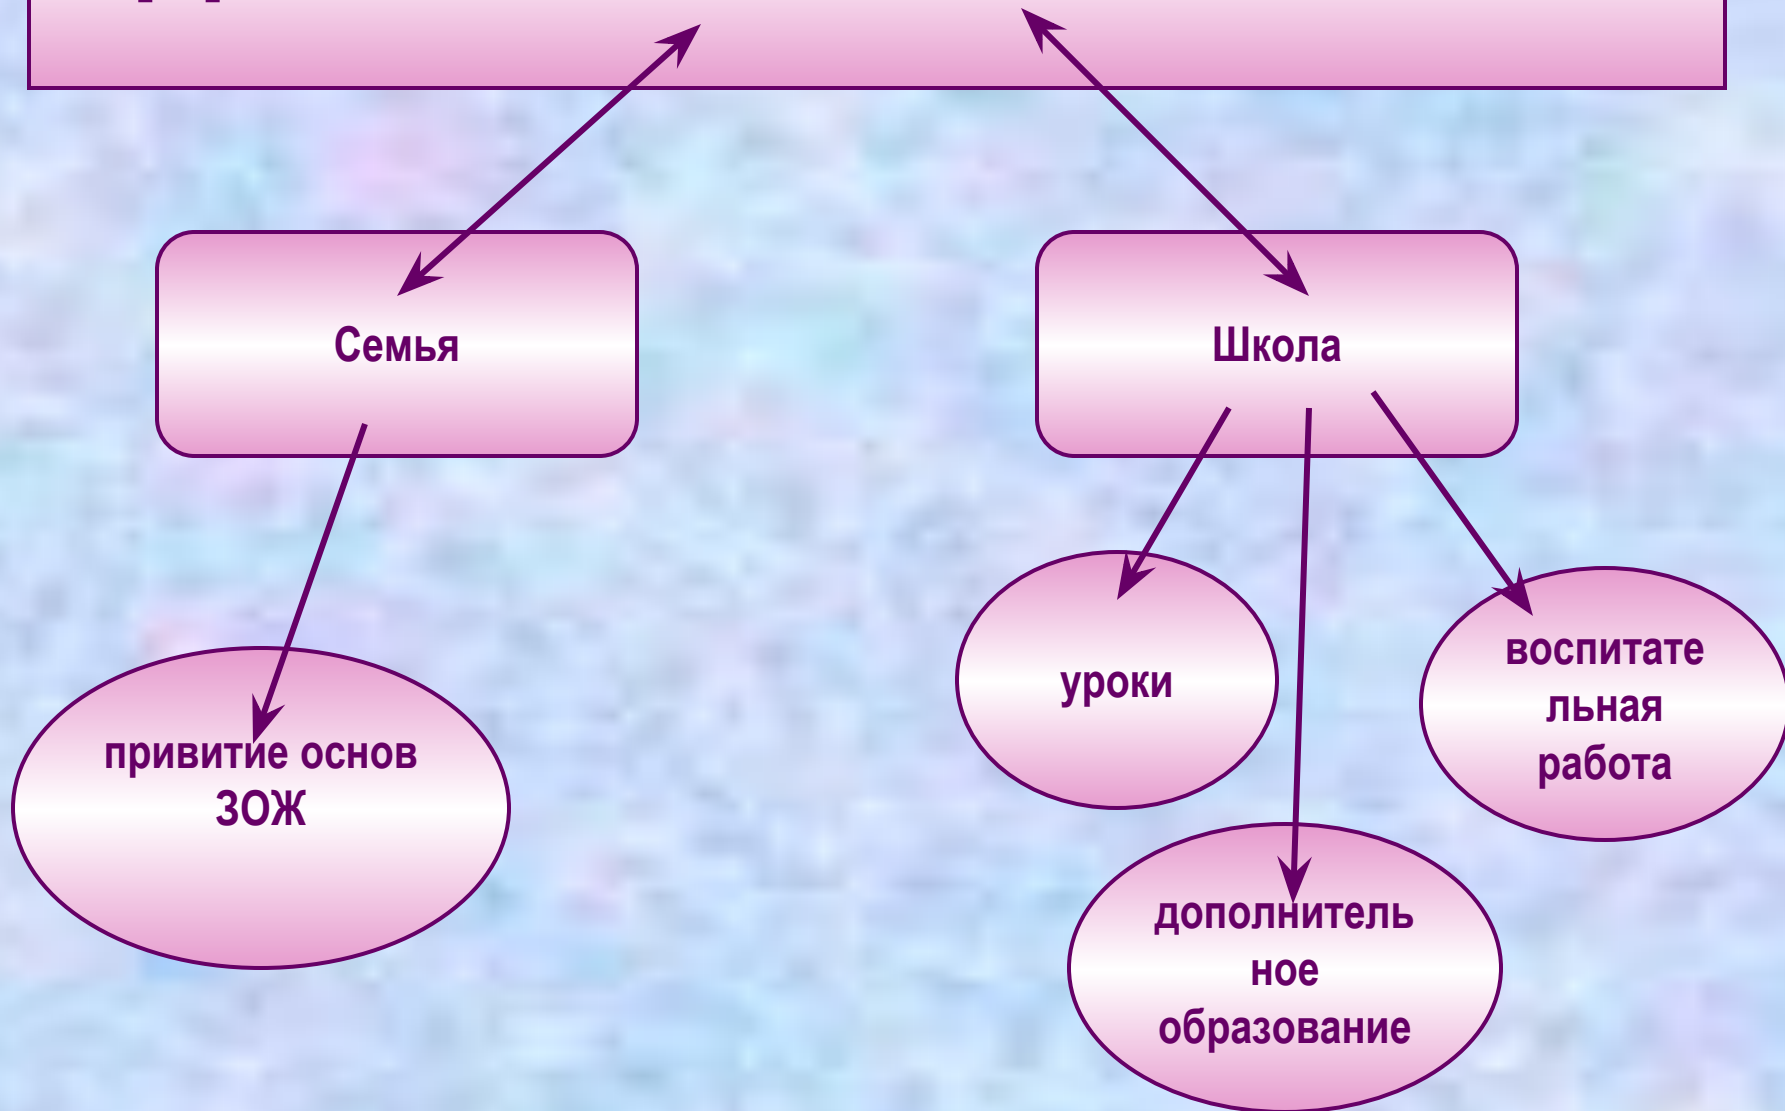 Семья
Школа
уроки
воспитате
льная
работа
привитие основ
ЗОЖ
дополнитель
ное
образование